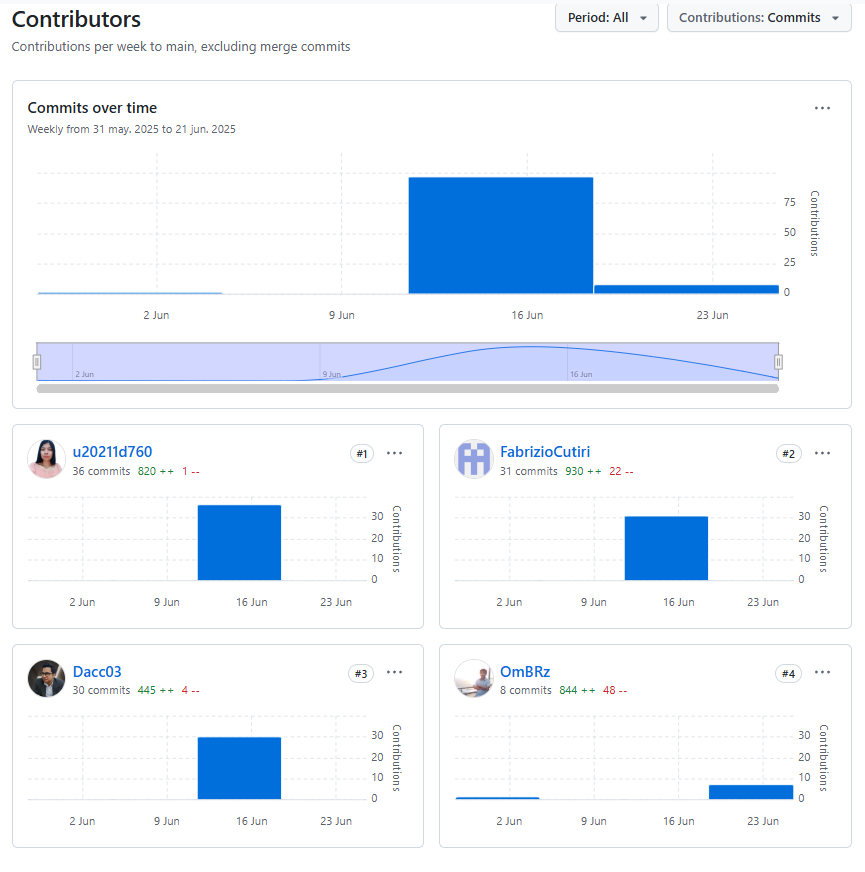 Contributors
Period: All
Contributions: Commits
Contributions per week to main, excluding merge commits
Commits over time
Weekly from 31 may. 2025 to 21 jun. 2025
75
50
25
0
Contributions
2 Jun 9 Jun 16 Jun 23 Jun
2 Jun 9 Jun 16 Jun
u20211d760 #1
36 commits 820 ++ 1 --
30
20
10
0
Contributions
2 Jun 9 Jun 16 Jun 23 Jun
FabrizioCutiri #2
31 commits 930 ++ 22 --
30
20
10
0
Contributions
2 Jun 9 Jun 16 Jun 23 Jun
Dacc03 #3
30 commits 445 ++ 4 --
30
20
10
0
Contributions
2 Jun 9 Jun 16 Jun 23 Jun
OmBRz #4
8 commits 844 ++ 48 --
30
20
10
0
Contributions
2 Jun 9 Jun 16 Jun 23 Jun